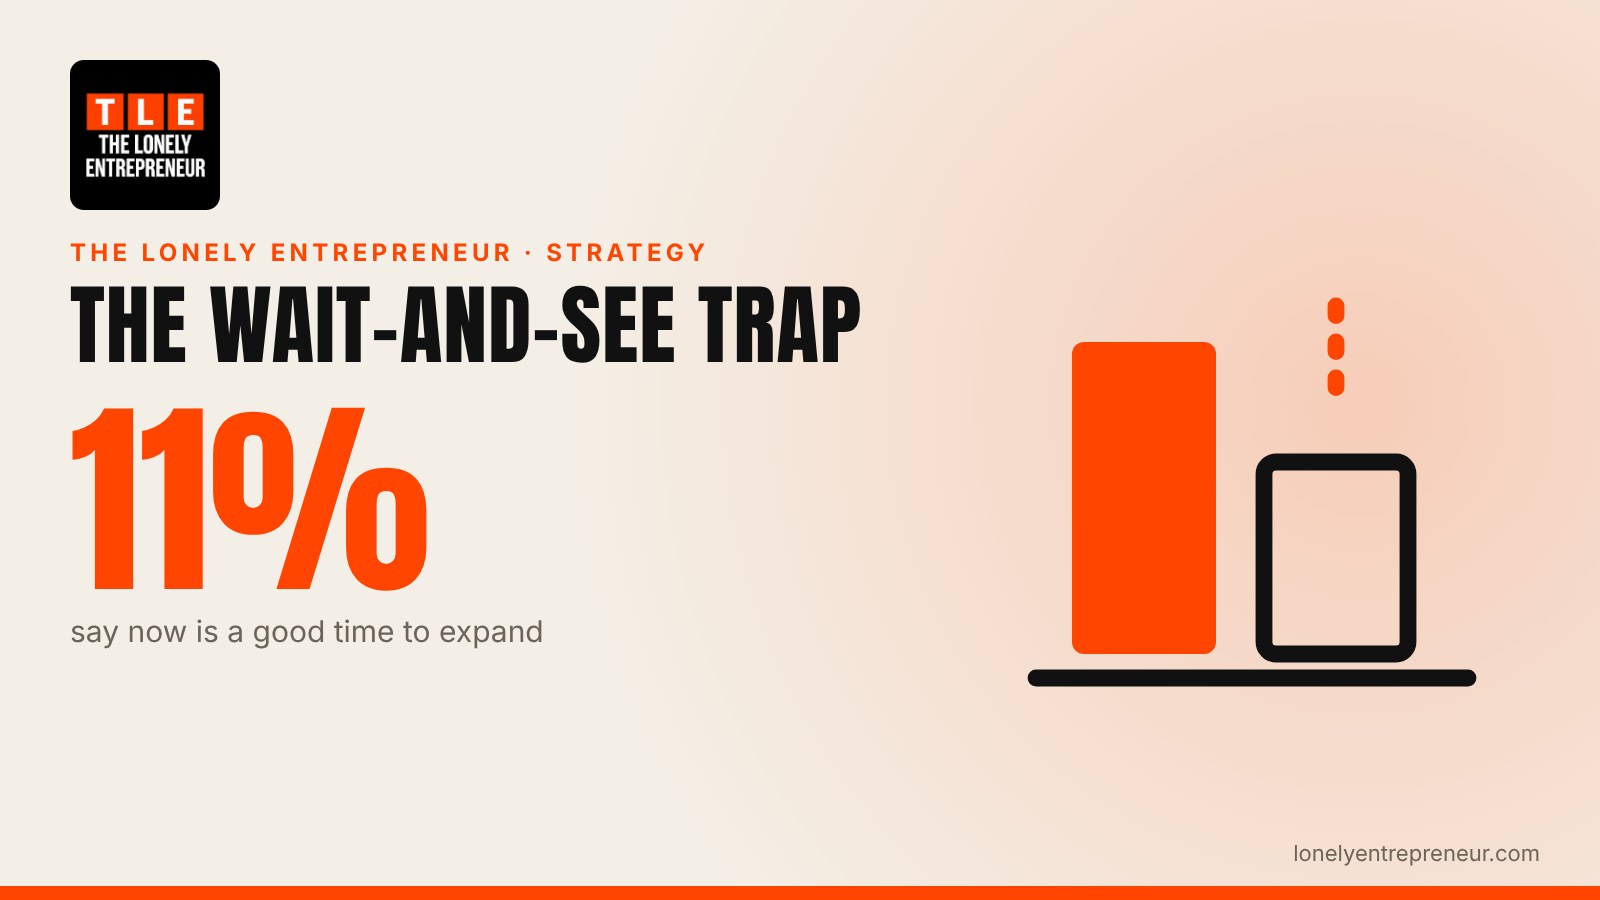 TLE
THE LONELY
ENTREPRENEUR
THE LONELY ENTREPRENEUR · STRATEGY
THE WAIT-AND-SEE TRAP
11%
say now is a good time to expand
lonelyentrepreneur.com